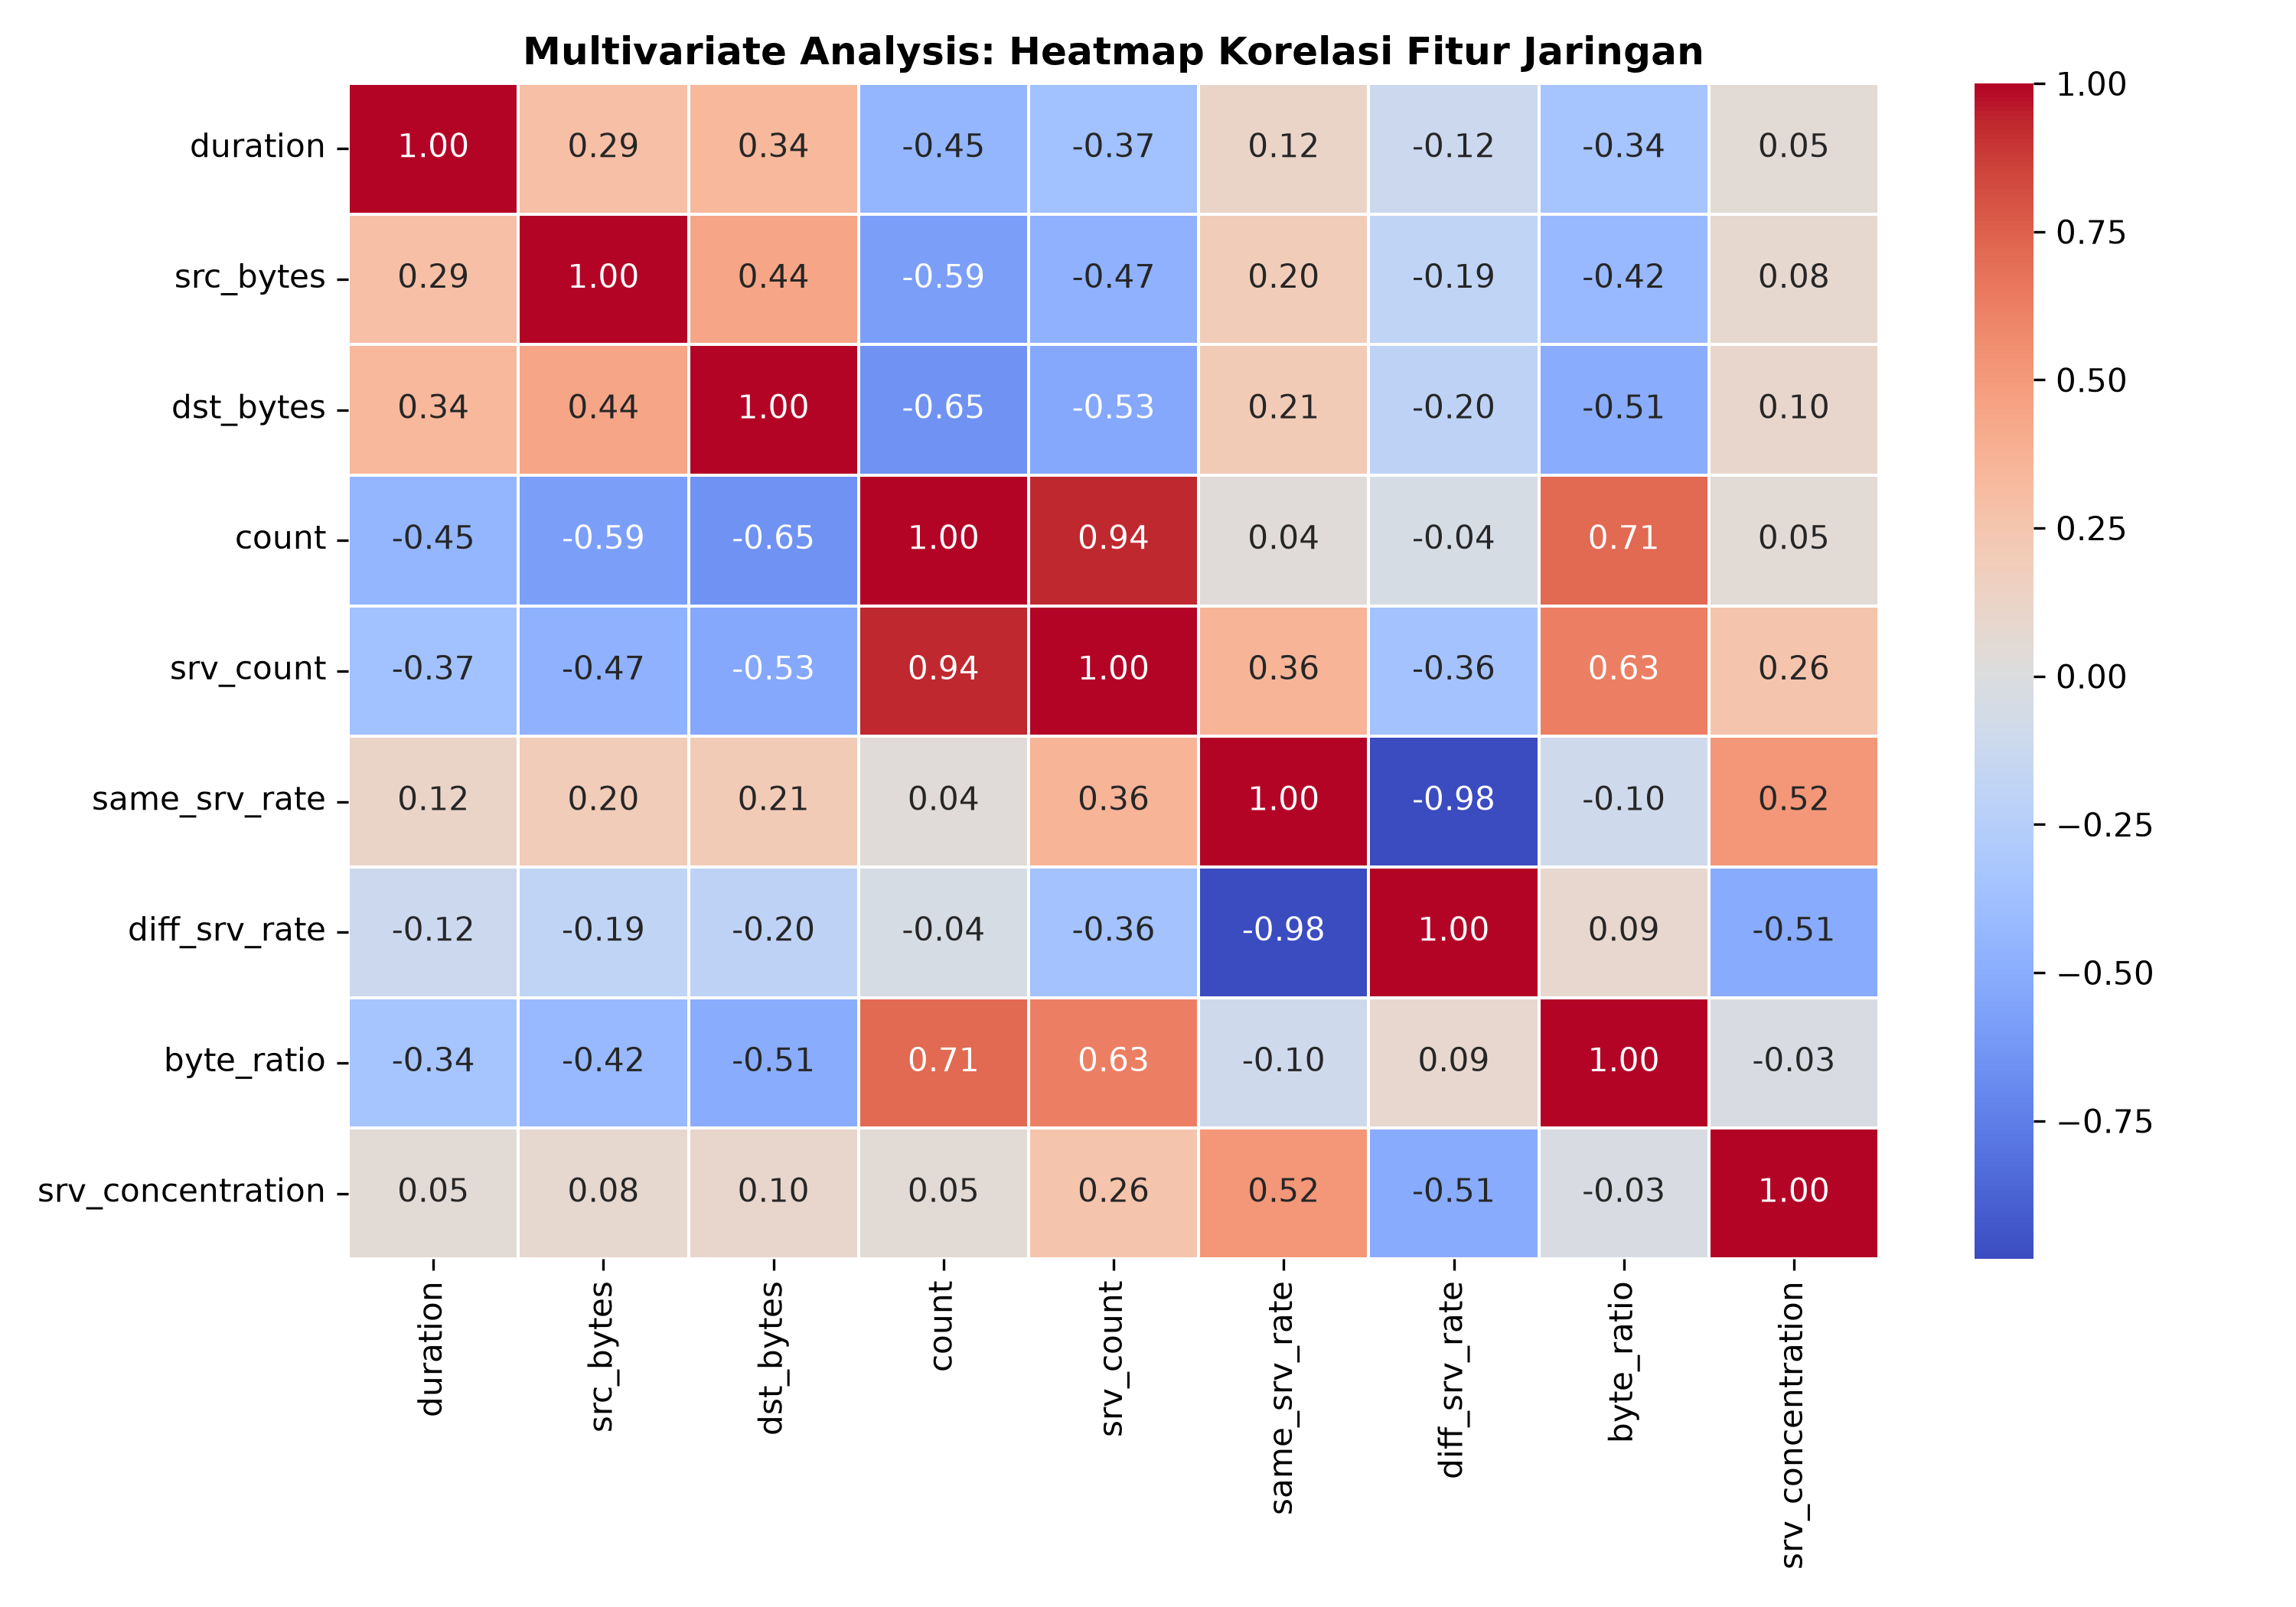 Multivariate Analysis: Heatmap Korelasi Fitur Jaringan
duration 1.00 0.29 0.34 -0.45 -0.37 0.12 -0.12 -0.34 0.05
src_bytes 0.29 1.00 0.44 -0.59 -0.47 0.20 -0.19 -0.42 0.08
dst_bytes 0.34 0.44 1.00 -0.65 -0.53 0.21 -0.20 -0.51 0.10
count -0.45 -0.59 -0.65 1.00 0.94 0.04 -0.04 0.71 0.05
srv_count -0.37 -0.47 -0.53 0.94 1.00 0.36 -0.36 0.63 0.26
same_srv_rate 0.12 0.20 0.21 0.04 0.36 1.00 -0.98 -0.10 0.52
diff_srv_rate -0.12 -0.19 -0.20 -0.04 -0.36 -0.98 1.00 0.09 -0.51
byte_ratio -0.34 -0.42 -0.51 0.71 0.63 -0.10 0.09 1.00 -0.03
srv_concentration 0.05 0.08 0.10 0.05 0.26 0.52 -0.51 -0.03 1.00
duration
src_bytes
dst_bytes
count
srv_count
same_srv_rate
diff_srv_rate
byte_ratio
srv_concentration
1.00
0.75
0.50
0.25
0.00
−0.25
−0.50
−0.75